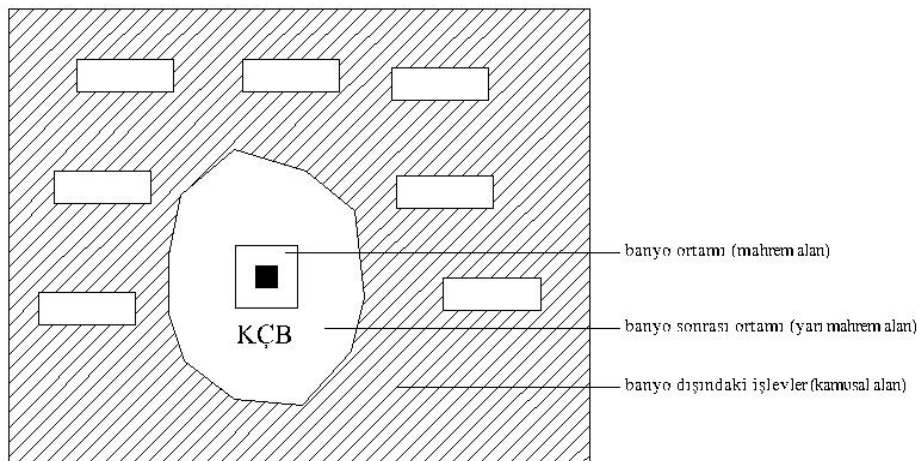 banyo ortamı (mahrem alan)
KÇB
banyo sonrası ortamı (yarı mahrem alan)
banyo dışındaki işlevler (kamusal alan)